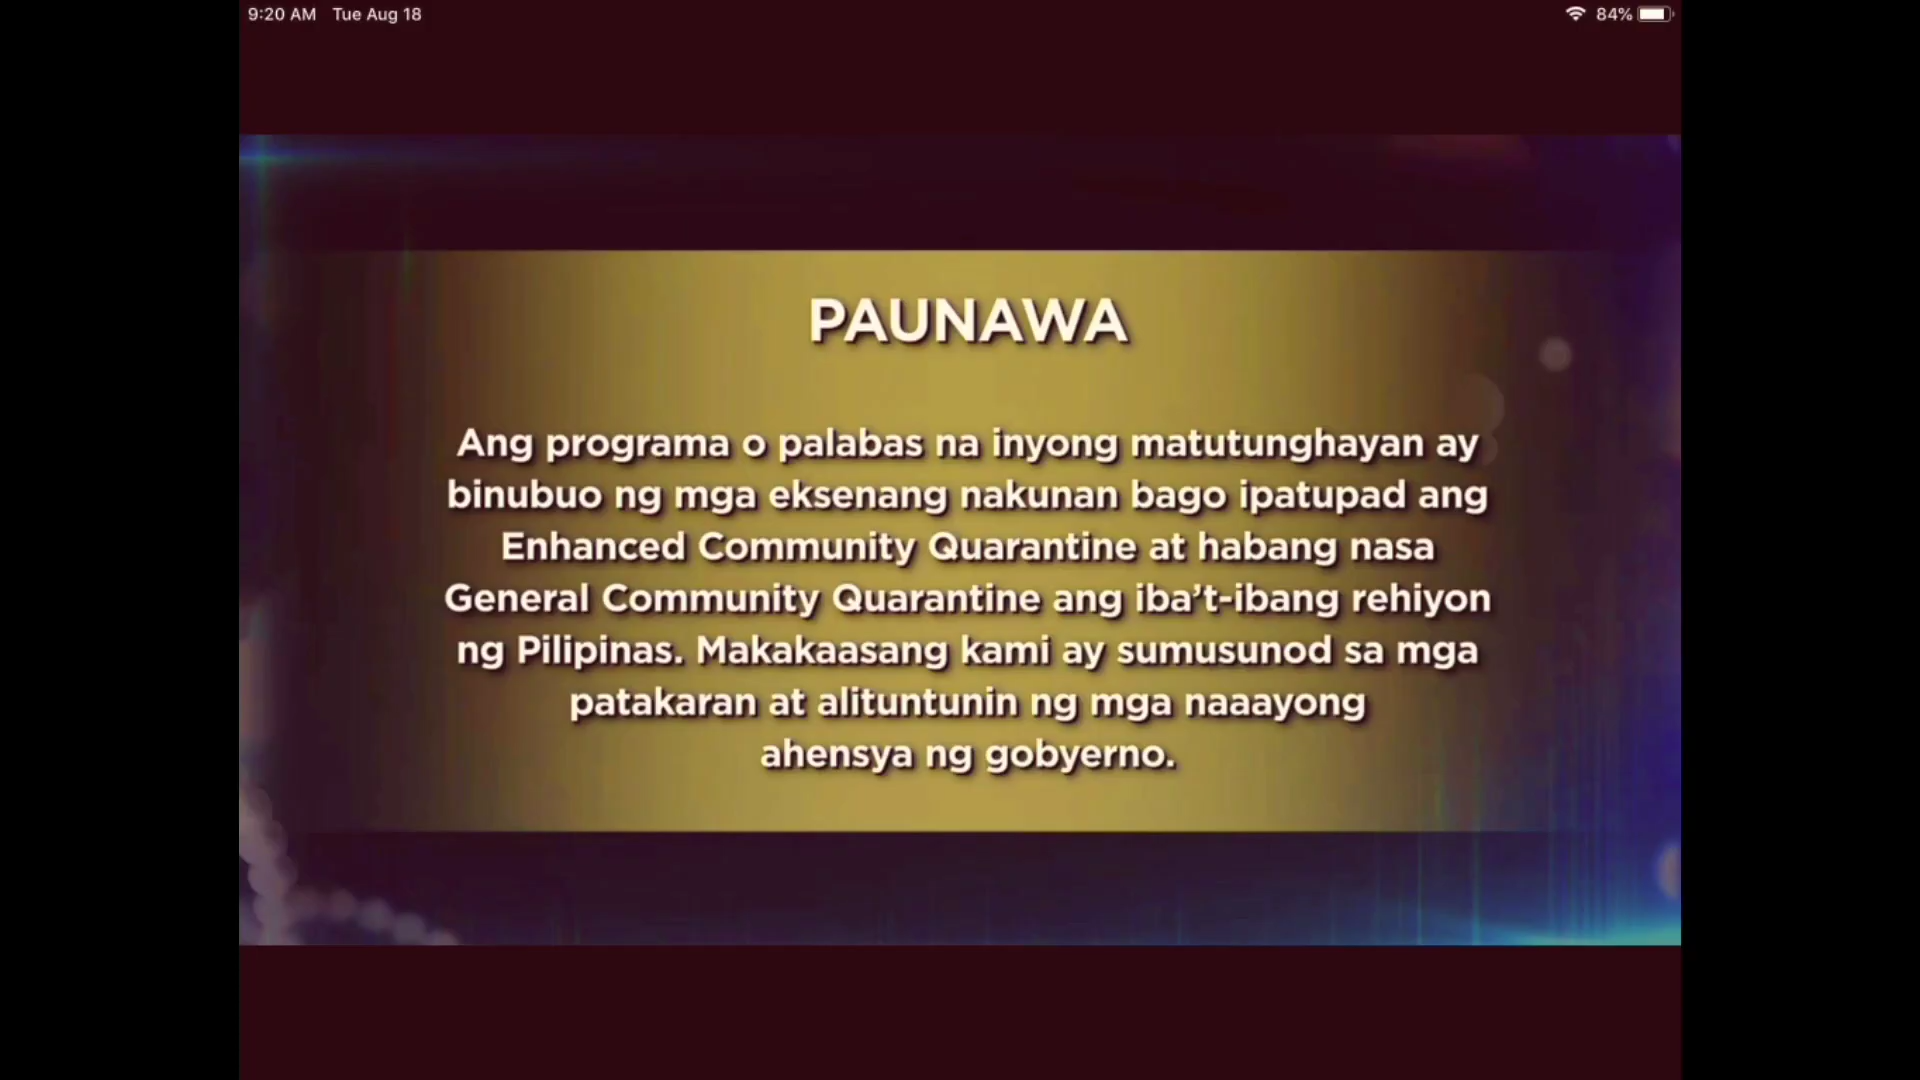 9:20 AM Tue Aug 18
84%
PAUNAWA
Ang programa o palabas na inyong matutunghayan ay
binubuo ng mga eksenang nakunan bago ipatupad ang
Enhanced Community Quarantine at habang nasa
General Community Quarantine ang iba’t-ibang rehiyon
ng Pilipinas. Makakaasang kami ay sumusunod sa mga
patakaran at alituntunin ng mga naaayong
ahensya ng gobyerno.